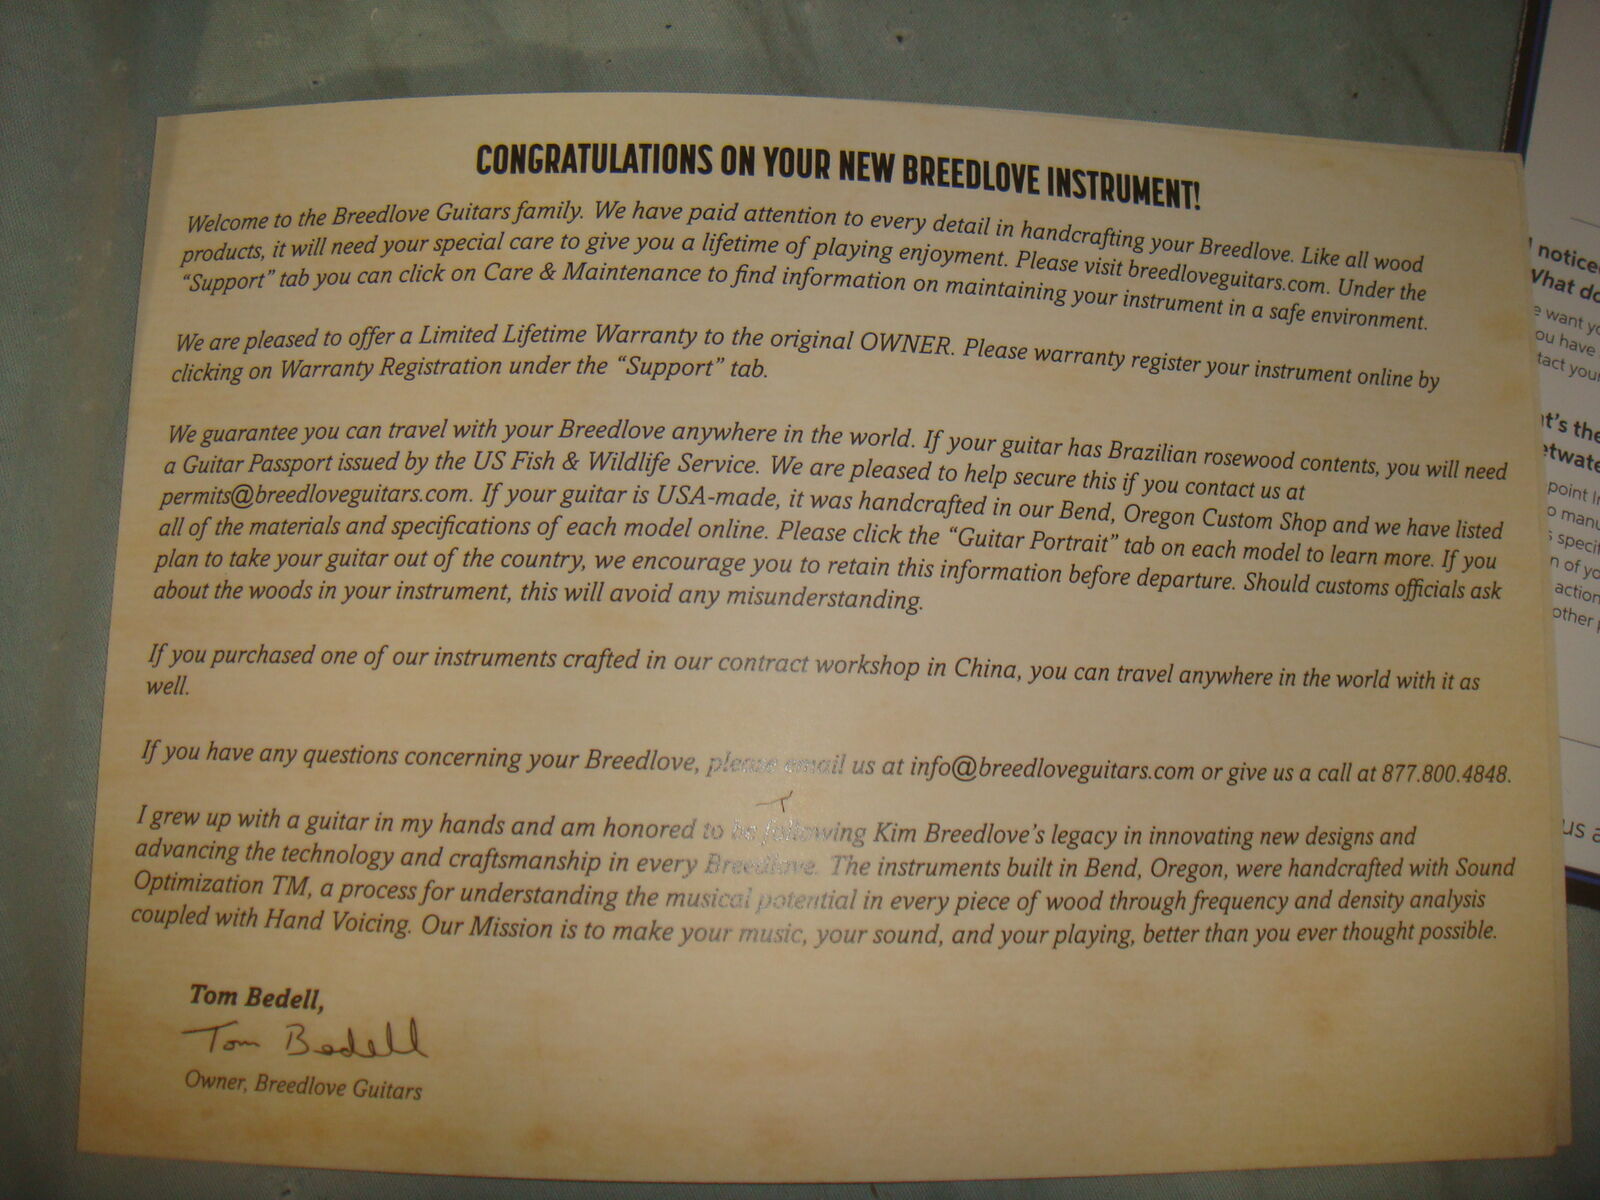 CONGRATULATIONS ON YOUR NEW BREEDLOVE INSTRUMENT!
Welcome to the Breedlove Guitars family. We have paid attention to every detail in handcrafting your Breedlove. Like all wood
products, it will need your special care to give you a lifetime of playing enjoyment. Please visit breedloveguitars.com. Under the
“Support” tab you can click on Care & Maintenance to find information on maintaining your instrument in a safe environment.
We are pleased to offer a Limited Lifetime Warranty to the original OWNER. Please warranty register your instrument online by
clicking on Warranty Registration under the “Support” tab.
We guarantee you can travel with your Breedlove anywhere in the world. If your guitar has Brazilian rosewood contents, you will need
a Guitar Passport issued by the US Fish & Wildlife Service. We are pleased to help secure this if you contact us at
permits@breedloveguitars.com. If your guitar is USA-made, it was handcrafted in our Bend, Oregon Custom Shop and we have listed
all of the materials and specifications of each model online. Please click the “Guitar Portrait” tab on each model to learn more. If you
plan to take your guitar out of the country, we encourage you to retain this information before departure. Should customs officials ask
about the woods in your instrument, this will avoid any misunderstanding.
If you purchased one of our instruments crafted in our contract workshop in China, you can travel anywhere in the world with it as
well.
If you have any questions concerning your Breedlove, please email us at info@breedloveguitars.com or give us a call at 877.800.4848.
I grew up with a guitar in my hands and am honored to be following Kim Breedlove’s legacy in innovating new designs and
advancing the technology and craftsmanship in every Breedlove. The instruments built in Bend, Oregon, were handcrafted with Sound
Optimization TM, a process for understanding the musical potential in every piece of wood through frequency and density analysis
coupled with Hand Voicing. Our Mission is to make your music, your sound, and your playing, better than you ever thought possible.
Tom Bedell,
Tom Bedell
Owner, Breedlove Guitars
I notice
What do
want
ou have
tact your
t’s the
etwate
point
manu
speci
n of yo
action
other
us a